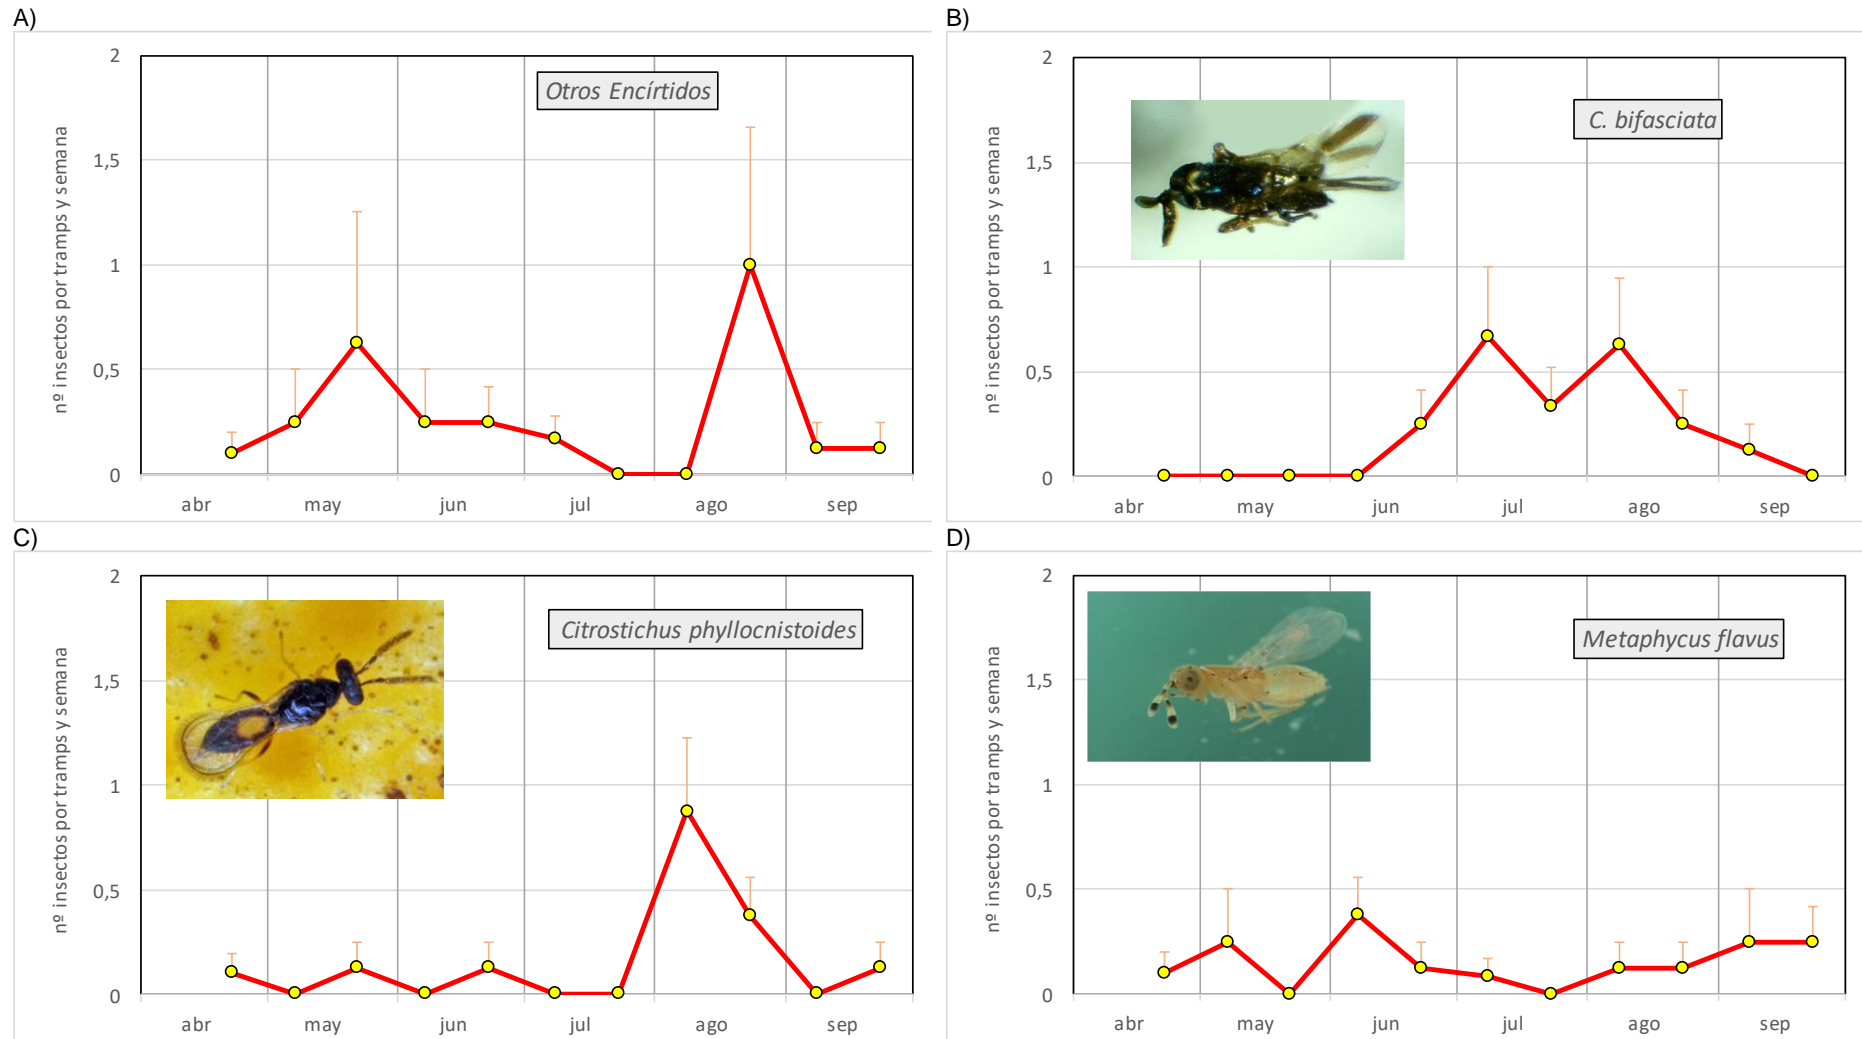 A)
nº insectos por tramps y semana
2
1,5
1
0,5
0
Otros Encírtidos
abr may jun jul ago sep
B)
nº insectos por tramps y semana
2
1,5
1
0,5
0
C. bifasciata
abr may jun jul ago sep
C)
nº insectos por tramps y semana
2
1,5
1
0,5
0
Citrostichus phyllocnistoides
abr may jun jul ago sep
D)
nº insectos por tramps y semana
2
1,5
1
0,5
0
Metaphycus flavus
abr may jun jul ago sep